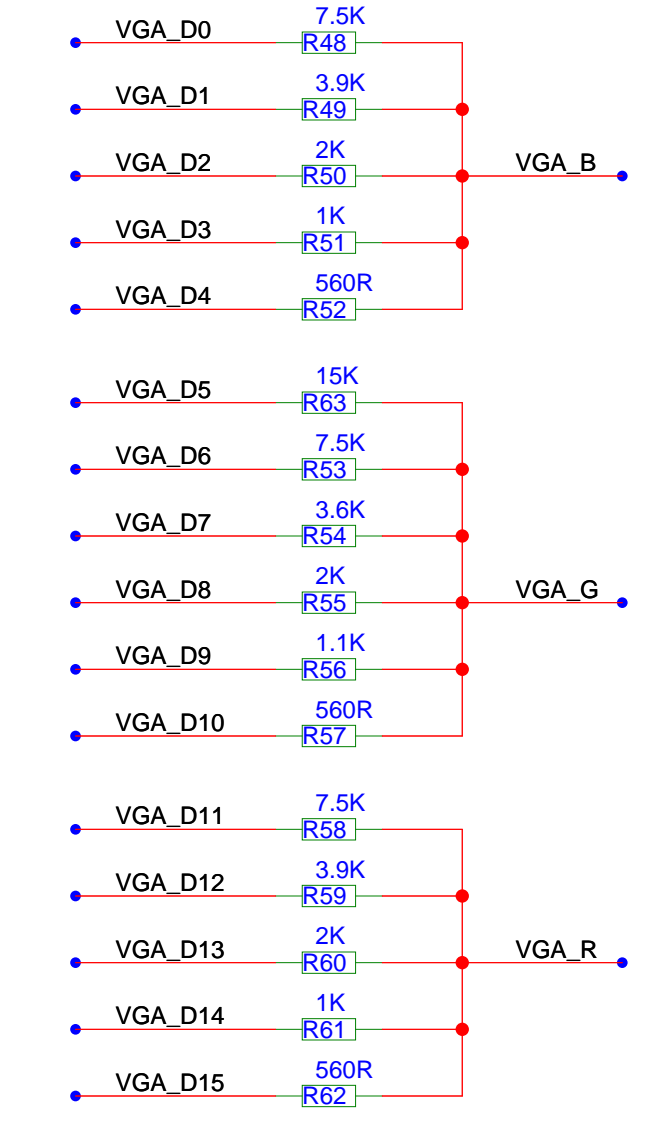 7.5K
VGA_D0
R48
3.9K
VGA_D1
R49
2K
VGA_D2
R50
VGA_B
1K
VGA_D3
R51
560R
VGA_D4
R52
15K
VGA_D5
R63
7.5K
VGA_D6
R53
3.6K
VGA_D7
R54
2K
VGA_D8
R55
VGA_G
1.1K
VGA_D9
R56
560R
VGA_D10
R57
7.5K
VGA_D11
R58
3.9K
VGA_D12
R59
2K
VGA_D13
R60
VGA_R
1K
VGA_D14
R61
560R
VGA_D15
R62